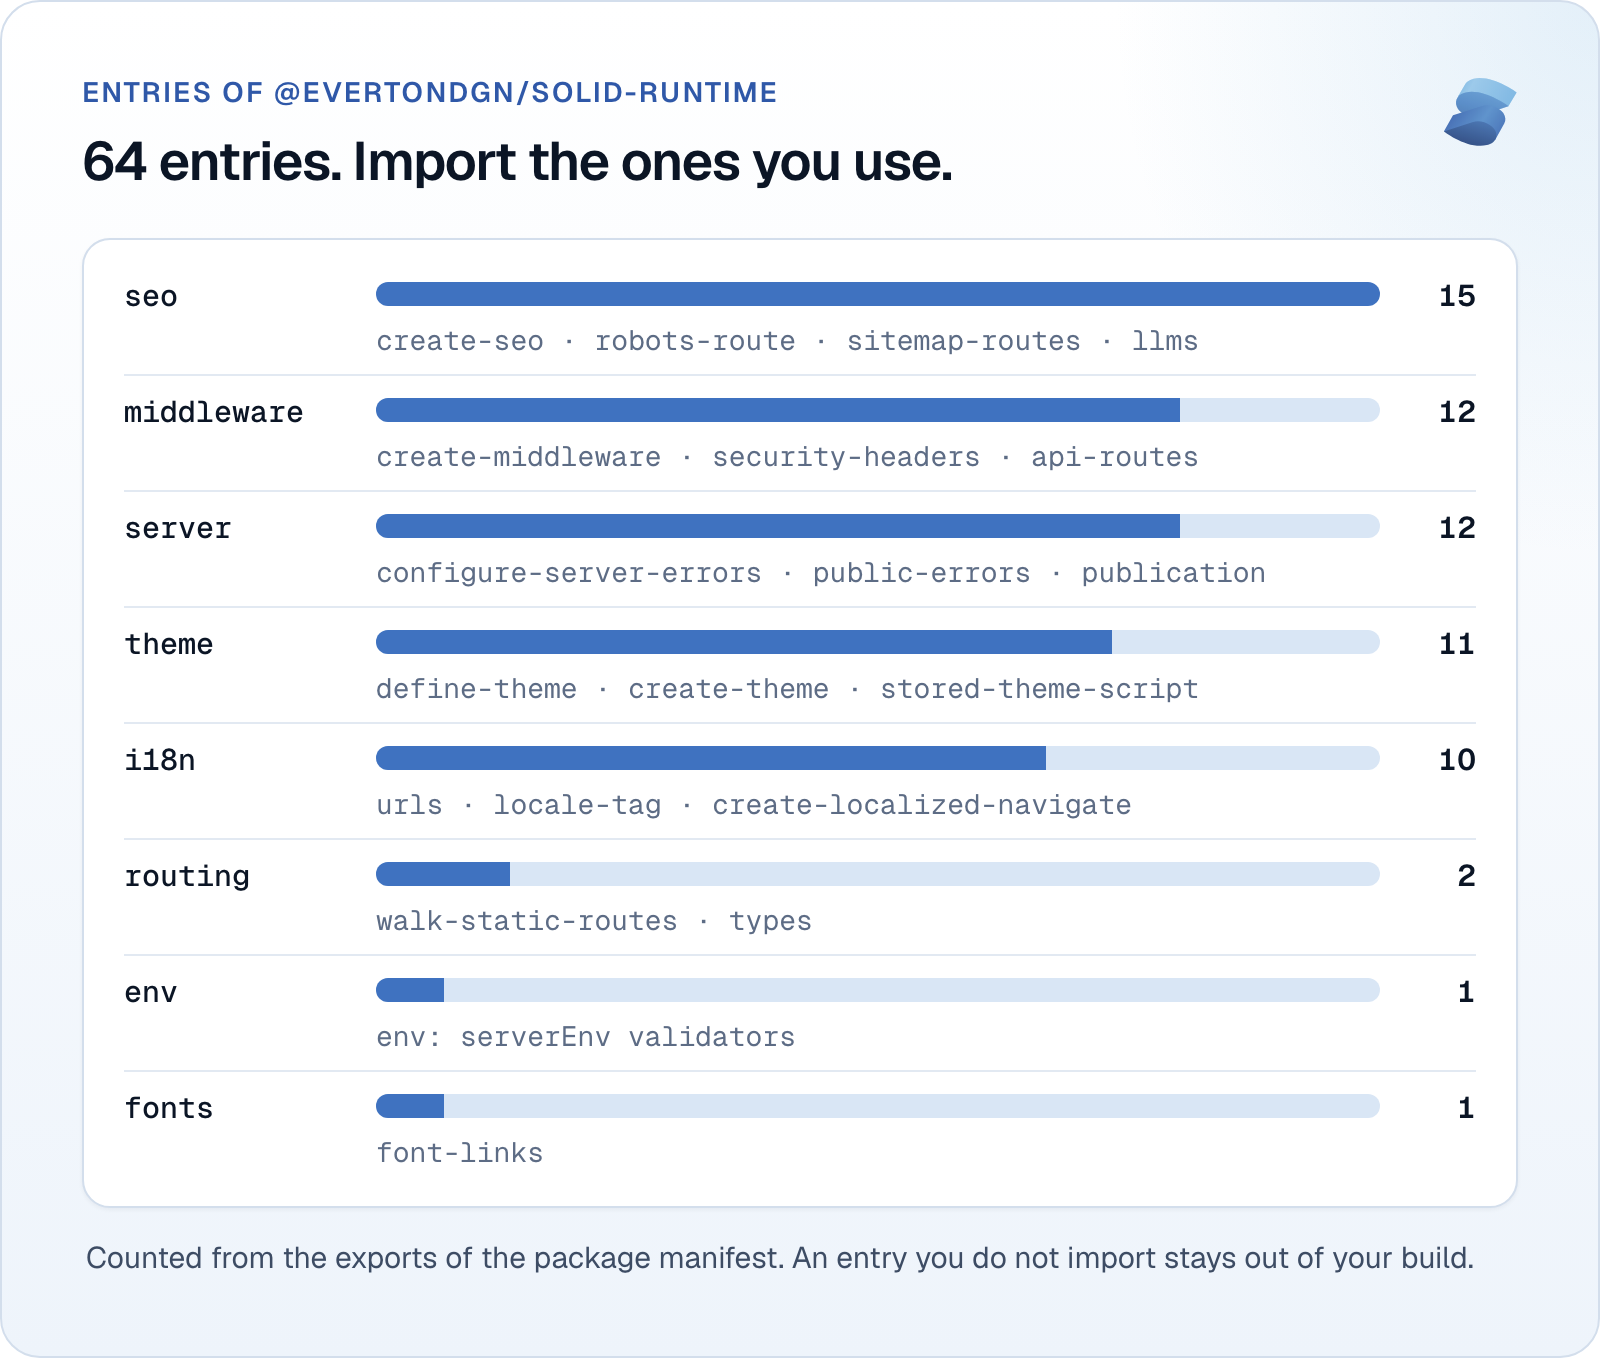 ENTRIES OF @EVERTONDGN/SOLID-RUNTIME
64 entries. Import the ones you use.
seo 15
create-seo · robots-route · sitemap-routes · llms
middleware 12
create-middleware · security-headers · api-routes
server 12
configure-server-errors · public-errors · publication
theme 11
define-theme · create-theme · stored-theme-script
i18n 10
urls · locale-tag · create-localized-navigate
routing 2
walk-static-routes · types
env 1
env: serverEnv validators
fonts 1
font-links
Counted from the exports of the package manifest. An entry you do not import stays out of your build.